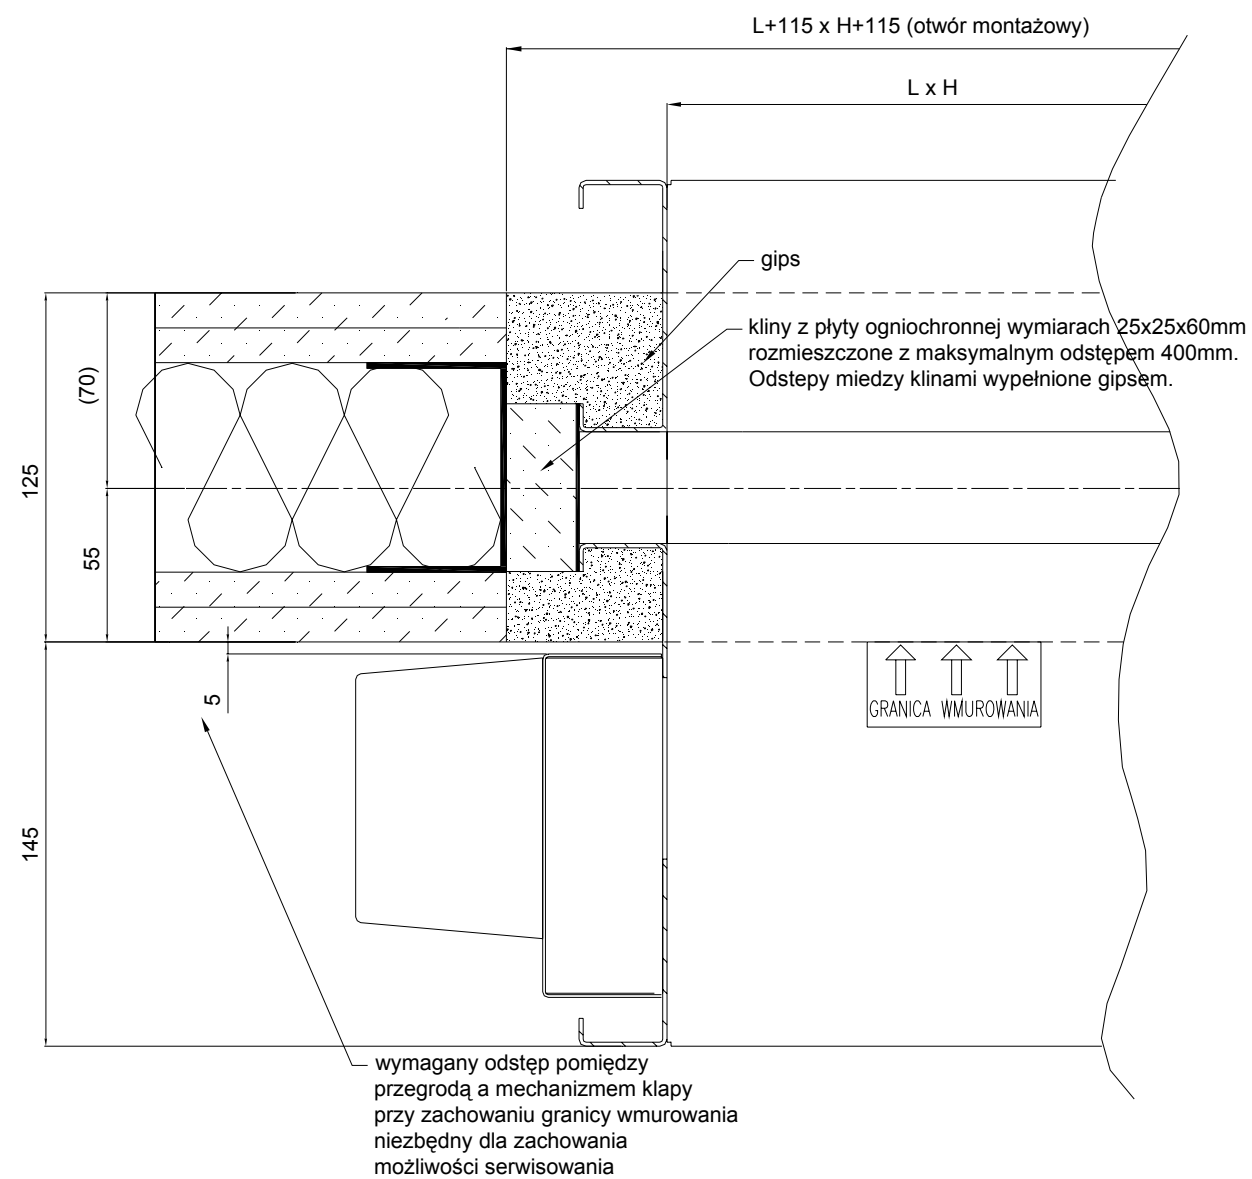 L+115 x H+115 (otwór montażowy)
L x H
gips
kliny z płyty ogniochronnej wymiarach 25x25x60mm
rozmieszczone z maksymalnym odstępem 400mm.
Odstepy miedzy klinami wypełnione gipsem.
(70)
125
55
5
GRANICA WMUROWANIA
145
wymagany odstęp pomiędzy
przegrodą a mechanizmem klapy
przy zachowaniu granicy wmurowania
niezbędny dla zachowania
możliwości serwisowania